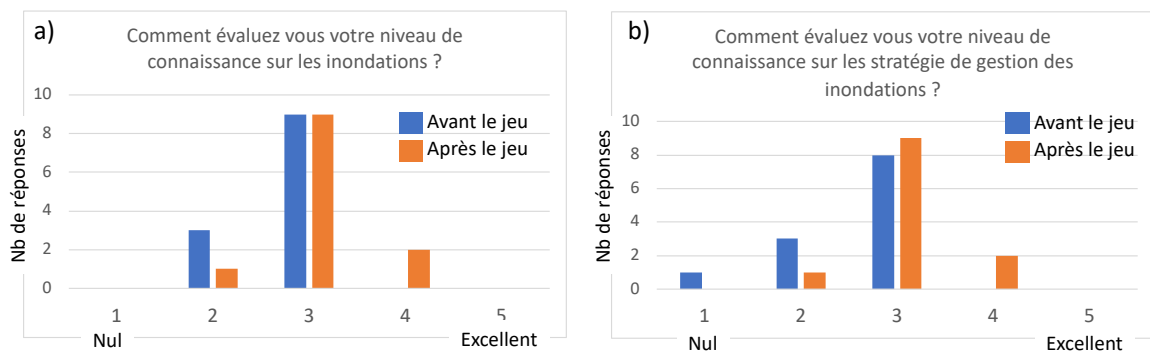 a)
Comment évaluez vous votre niveau de
connaissance sur les inondations ?
Nb de réponses
10
8
6
4
2
0
Avant le jeu
Après le jeu
1 2 3 4 5
Nul Excellent
b)
Comment évaluez vous votre niveau de
connaissance sur les stratégie de gestion des
inondations ?
Nb de réponses
10
8
6
4
2
0
Avant le jeu
Après le jeu
1 2 3 4 5
Nul Excellent